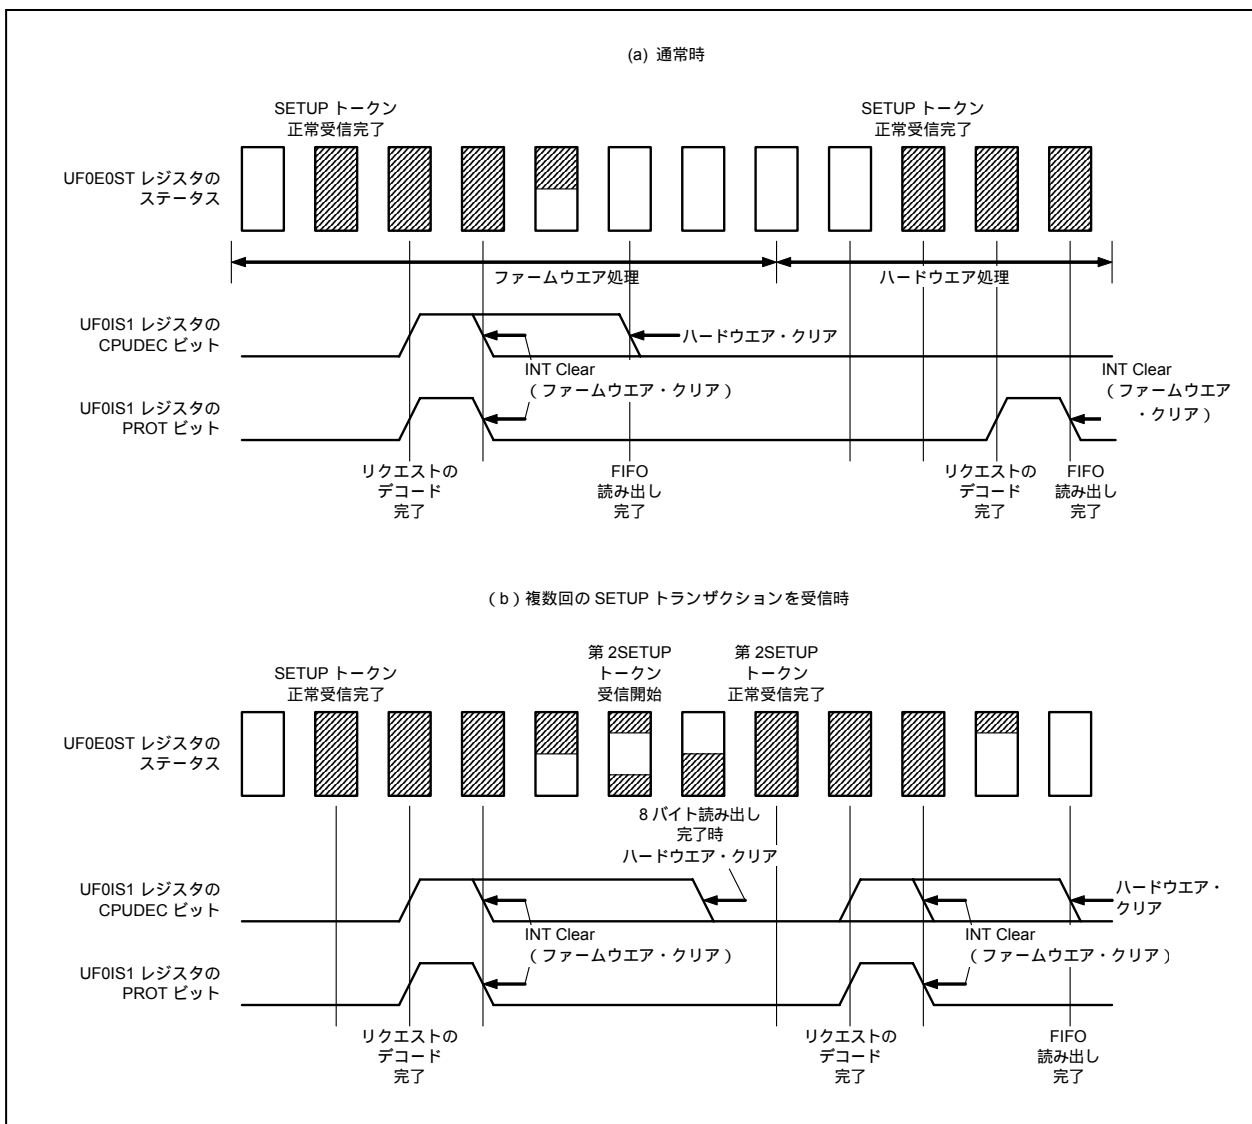 (a) 通常時
SETUP トークン
正常受信完了
SETUP トークン
正常受信完了
UF0E0ST レジスタの
ステータス
ファームウエア処理
ハードウエア処理
UF0IS1 レジスタの
CPUDEC ビット
ハードウエア・クリア
INT Clear
(ファームウエア・クリア)
INT Clear
(ファームウエア
・クリア)
UF0IS1 レジスタの
PROT ビット
リクエストの
デコード
完了
FIFO
読み出し
完了
リクエストの
デコード
完了
FIFO
読み出し
完了
(b)複数回の SETUP トランザクションを受信時
SETUP トークン
正常受信完了
第 2SETUP
トークン
受信開始
第 2SETUP
トークン
正常受信完了
UF0E0ST レジスタの
ステータス
8 バイト読み出し
完了時
ハードウエア・クリア
UF0IS1 レジスタの
CPUDEC ビット
ハードウエア・
クリア
INT Clear
(ファームウエア・クリア)
INT Clear
(ファームウエア・クリア)
UF0IS1 レジスタの
PROT ビット
リクエストの
デコード
完了
リクエストの
デコード
完了
FIFO
読み出し
完了